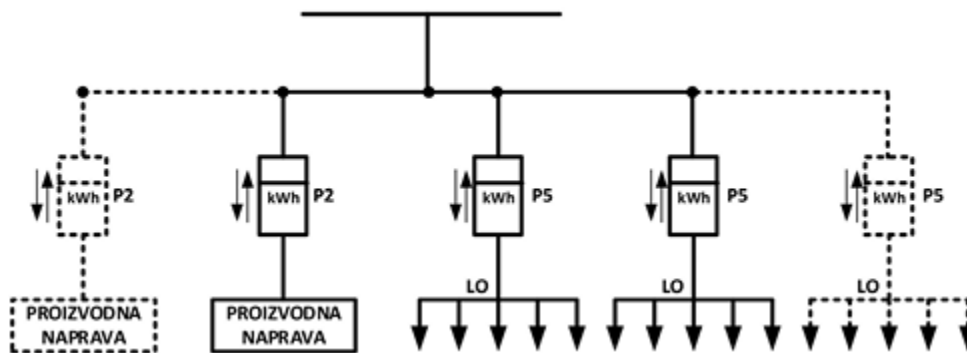 kWh P2
kWh P2
kWh P5
kWh P5
kWh P5
LO
LO
LO
PROIZVODNA
NAPRAVA
PROIZVODNA
NAPRAVA